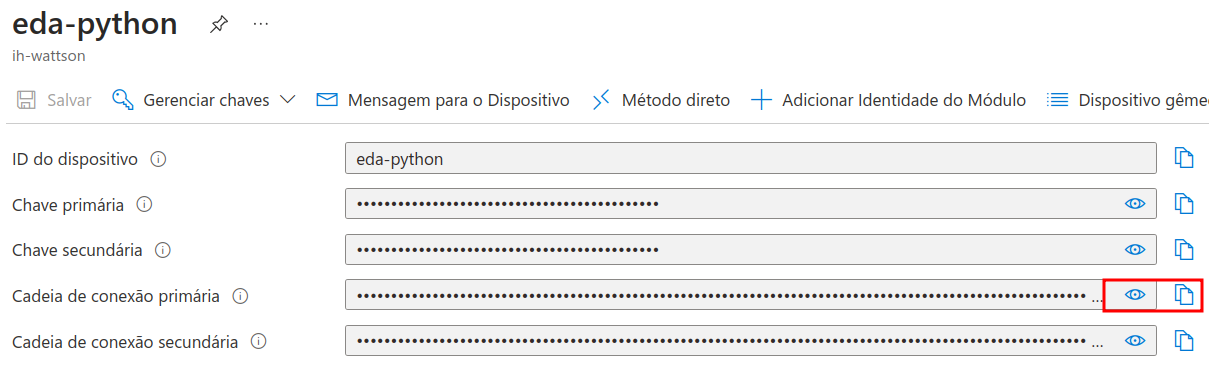 eda-python
ih-wattson
Salvar Gerenciar chaves Mensagem para o Dispositivo Método direto Adicionar Identidade do Módulo Dispositivo gême
ID do dispositivo eda-python
Chave primária
Chave secundária
Cadeia de conexão primária ...
Cadeia de conexão secundária ...